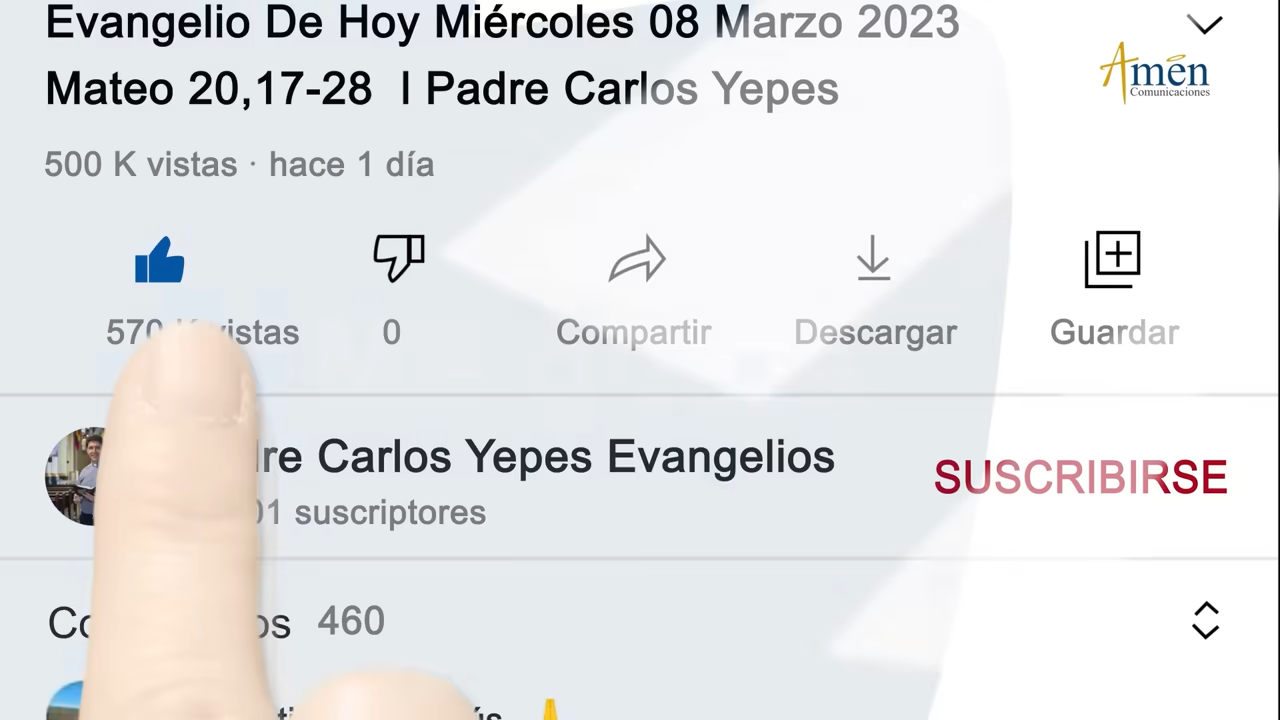 Evangelio De Hoy Miércoles 08 Marzo 2023
Mateo 20,17-28 | Padre Carlos Yepes
Amen
Comunicaciones
500 K vistas · hace 1 día
0
Compartir
Descargar
Guardar
Carlos Yepes Evangelios
suscriptores
SUSCRIBIRSE
460